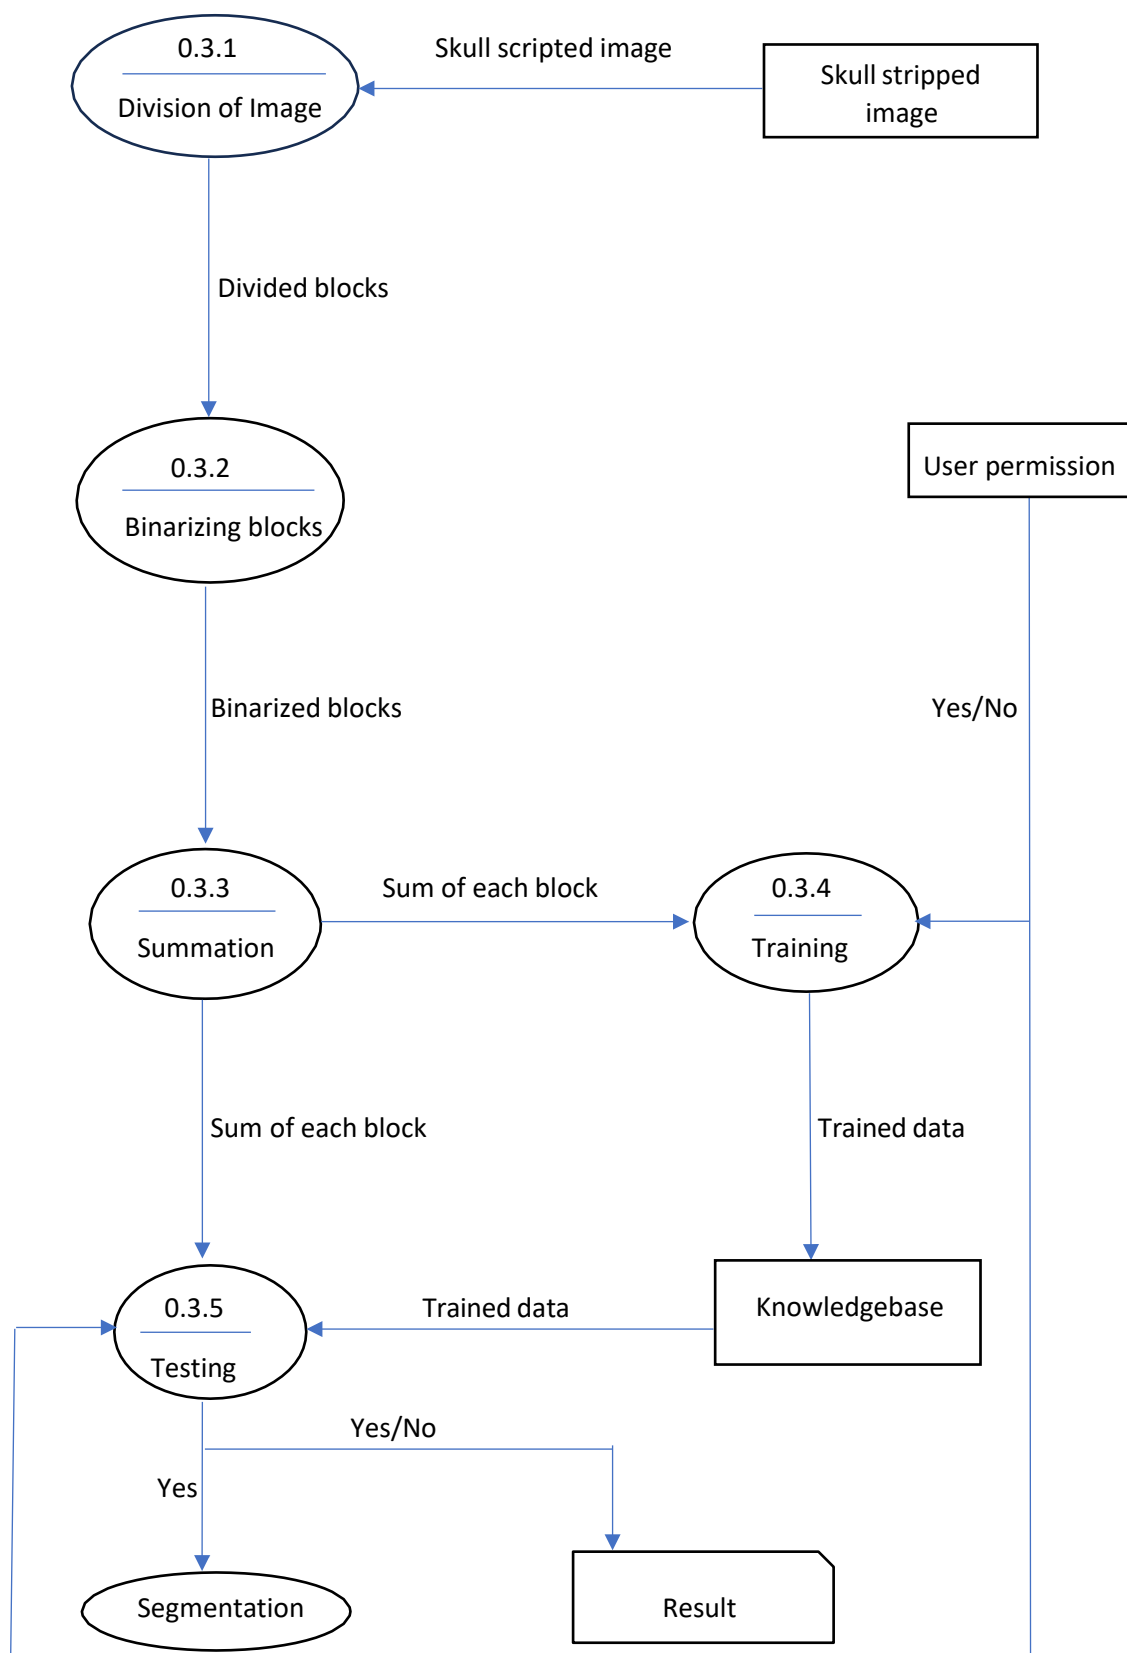 0.3.1
Division of Image
Skull scripted image
Skull stripped
image
Divided blocks
0.3.2
Binarizing blocks
User permission
Binarized blocks
Yes/No
0.3.3
Summation
Sum of each block
0.3.4
Training
Sum of each block
Trained data
0.3.5
Testing
Trained data
Knowledgebase
Yes/No
Yes
Segmentation
Result